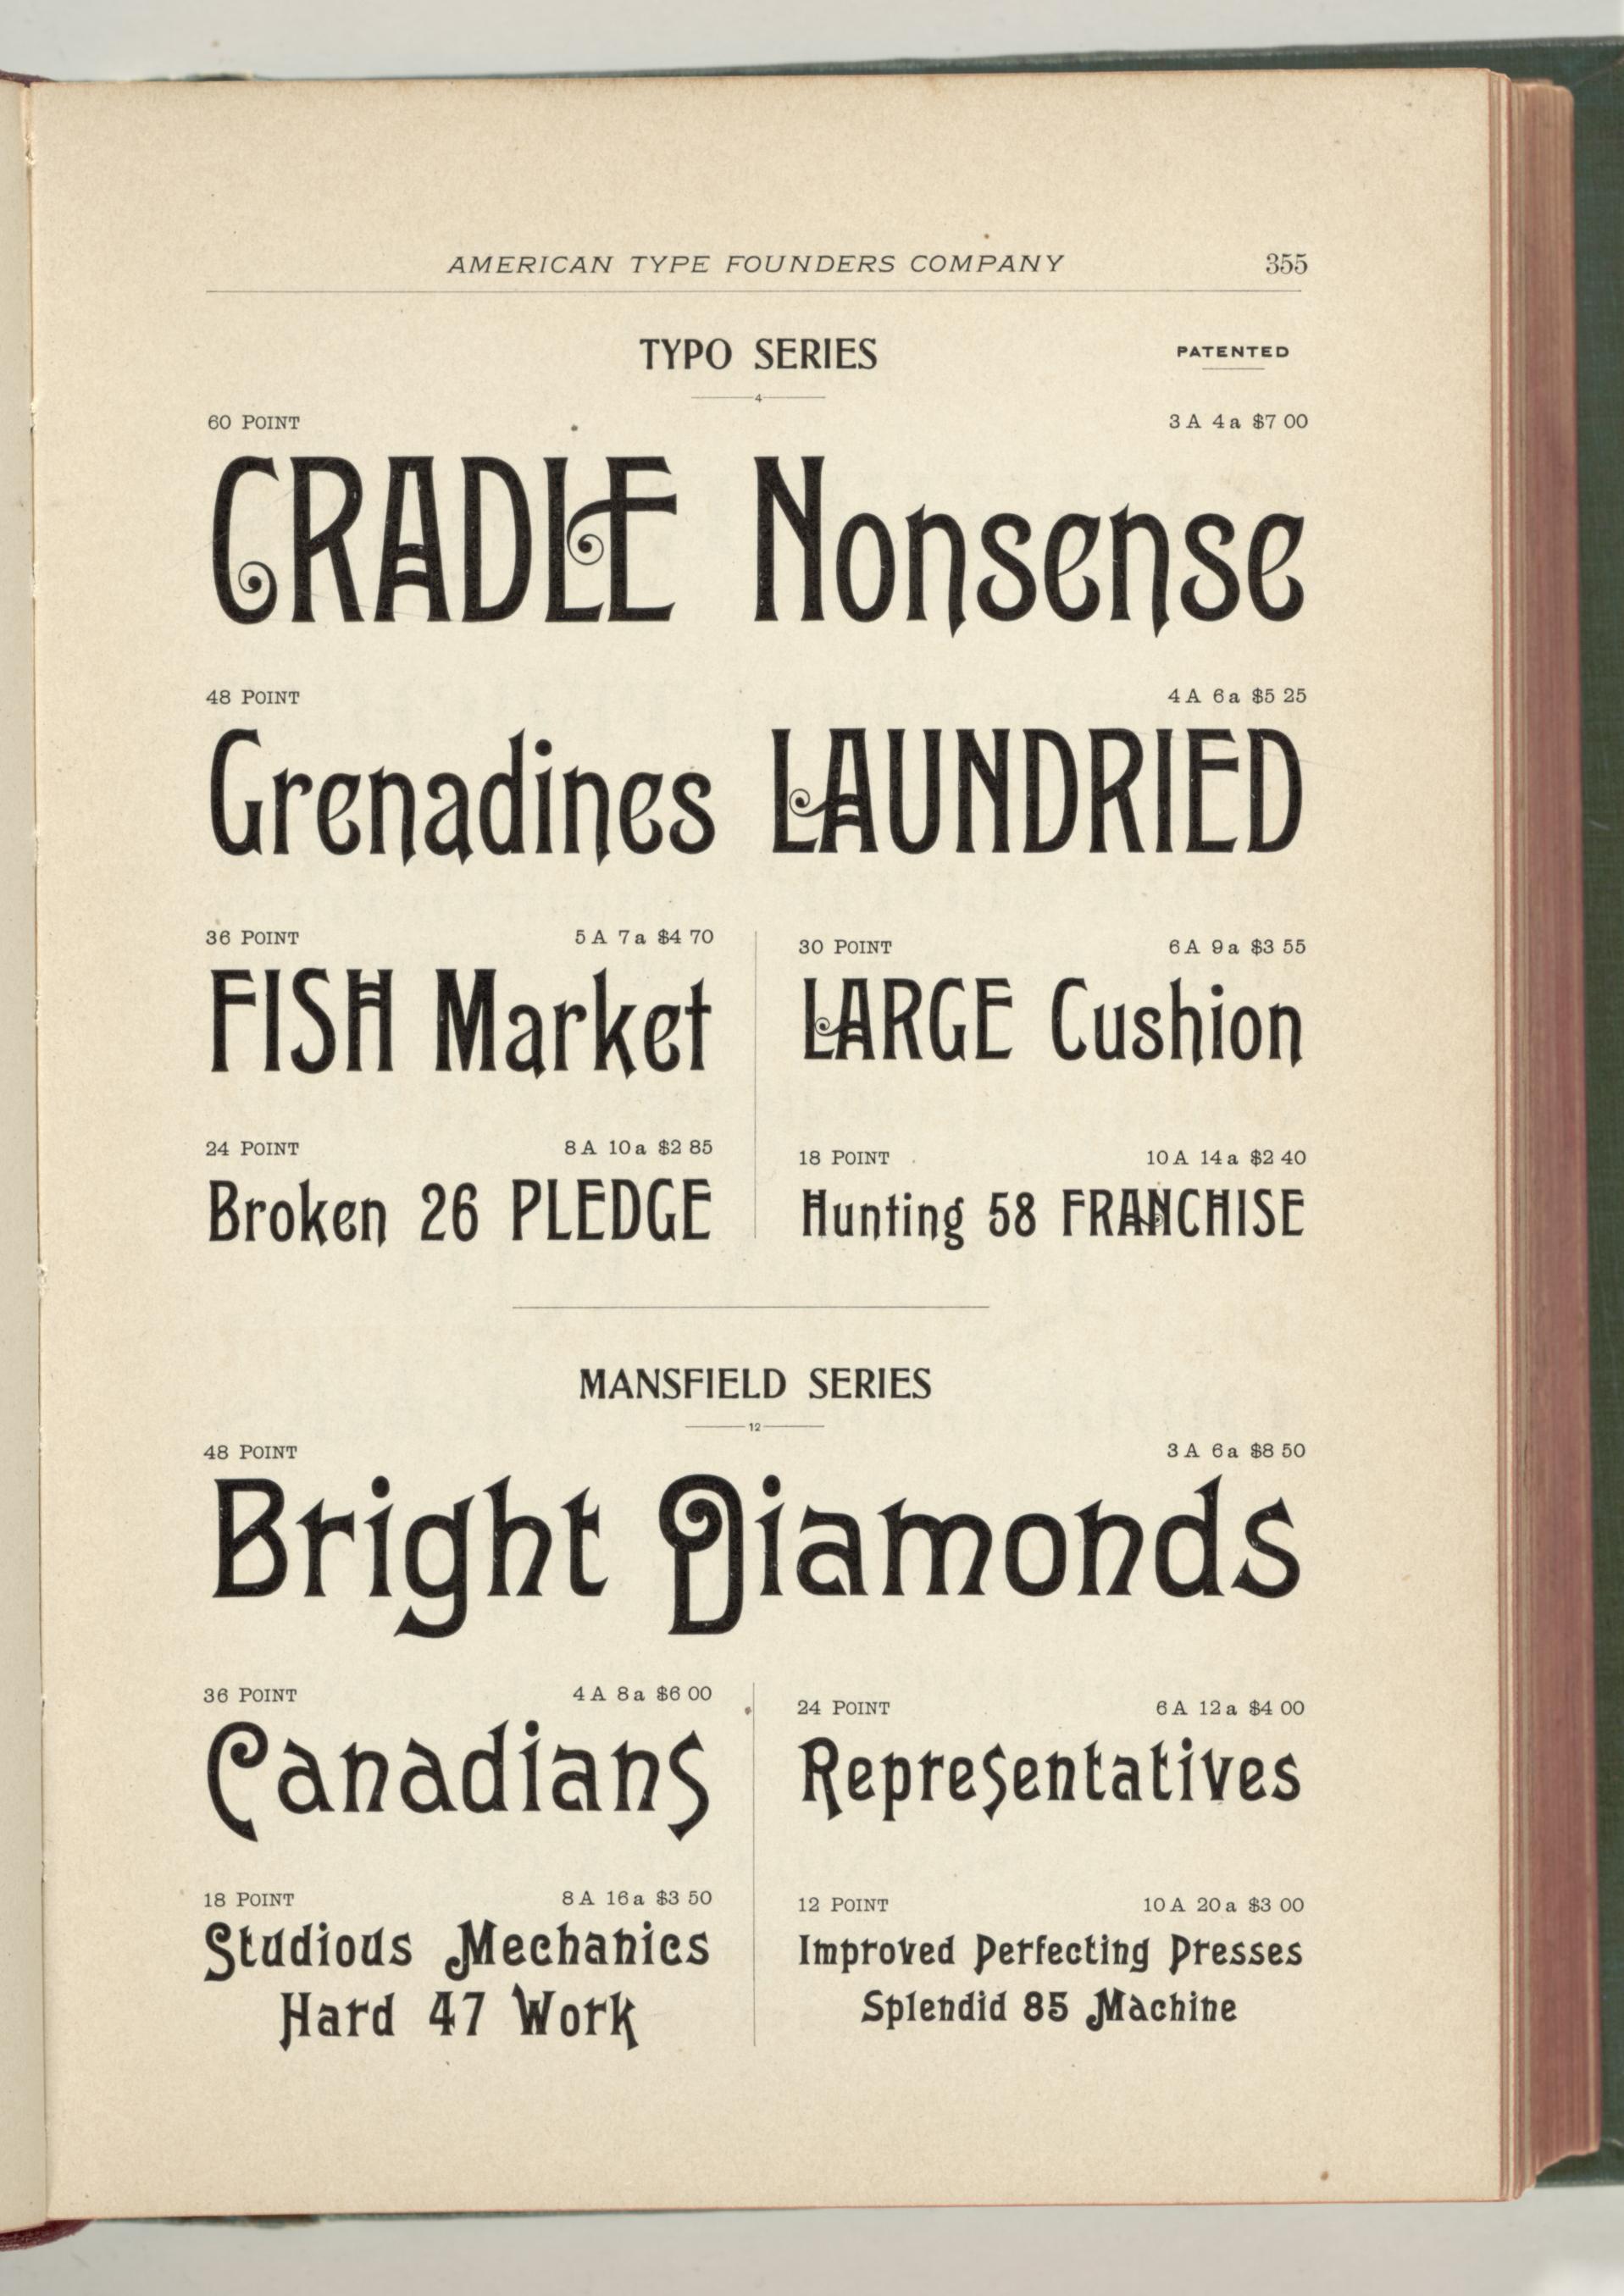 AMERICAN TYPE FOUNDERS COMPANY 355
TYPO SERIES PATENTED
4
60 POINT 3 A 4 a $7 00
CRADLE Nonsense
48 POINT 4 A 6 a $5 25
Grenadines LAUNDRIED
36 POINT 5 A 7 a $4 70
FISH Market
30 POINT 6 A 9 a $3 55
LARGE Cushion
24 POINT 8 A 10 a $2 85
Broken 26 PLEDGE
18 POINT 10 A 14 a $2 40
Hunting 58 FRANCHISE
MANSFIELD SERIES
12
48 POINT 3 A 6 a $8 50
Bright Diamonds
36 POINT 4 A 8 a $6 00
Canadians
24 POINT 6 A 12 a $4 00
Representatives
18 POINT 8 A 16 a $3 50
Studious Mechanics
Hard 47 Work
12 POINT 10 A 20 a $3 00
Improved Perfecting Presses
Splendid 85 Machine